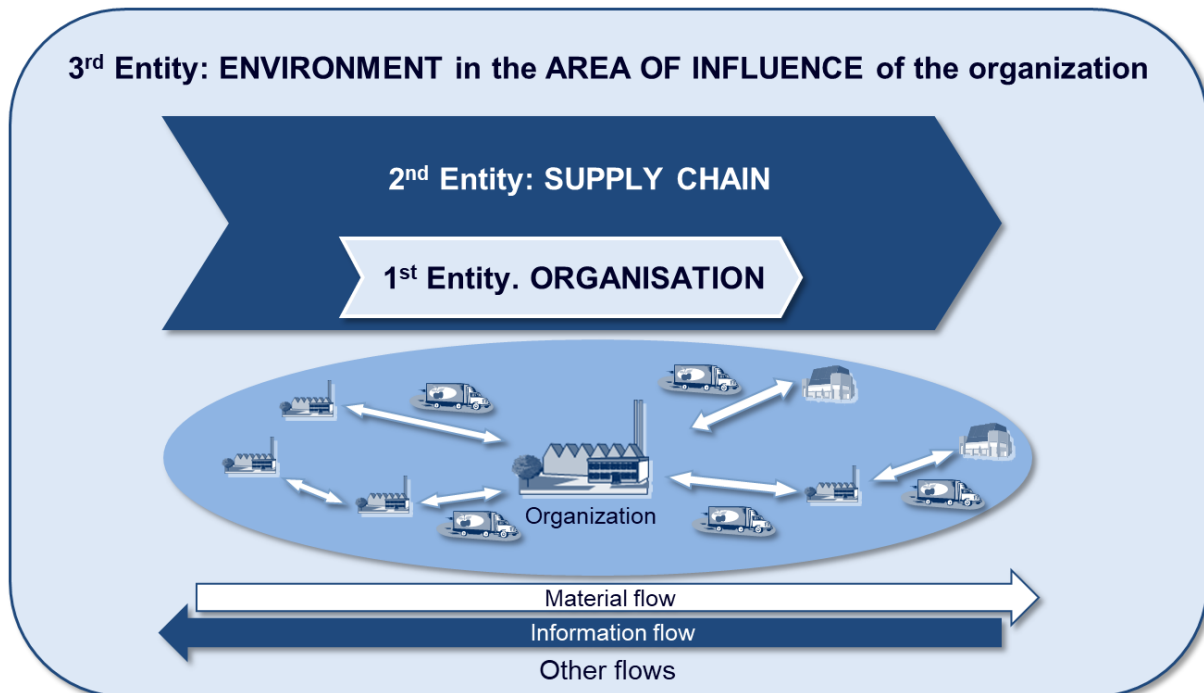 3rd Entity: ENVIRONMENT in the AREA OF INFLUENCE of the organization
2nd Entity: SUPPLY CHAIN
1st Entity. ORGANISATION
Organization
Material flow
Information flow
Other flows